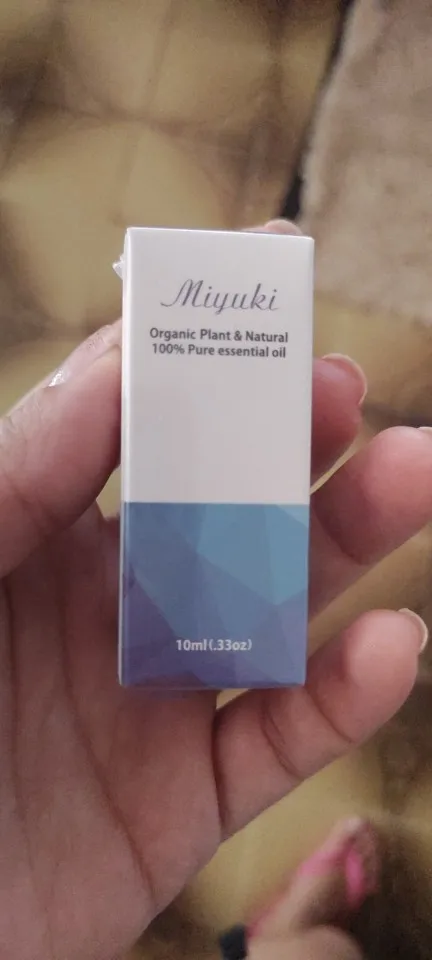 Miyuki
Organic Plant & Natural
100% Pure essential oil
10ml(.33oz)